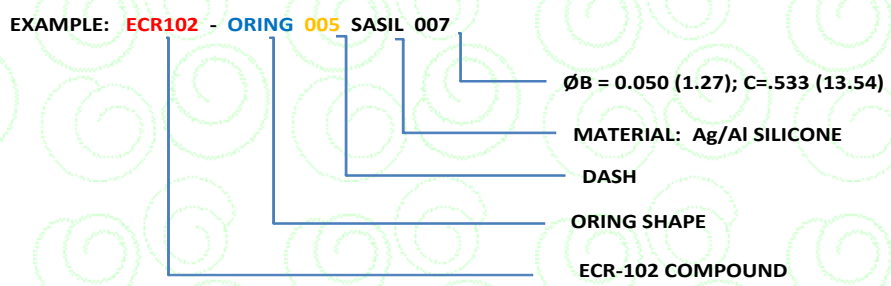 EXAMPLE: ECR102 - ORING 005 SASIL 007
ØB = 0.050 (1.27); C=.533 (13.54)
MATERIAL: Ag/Al SILICONE
DASH
ORING SHAPE
ECR-102 COMPOUND